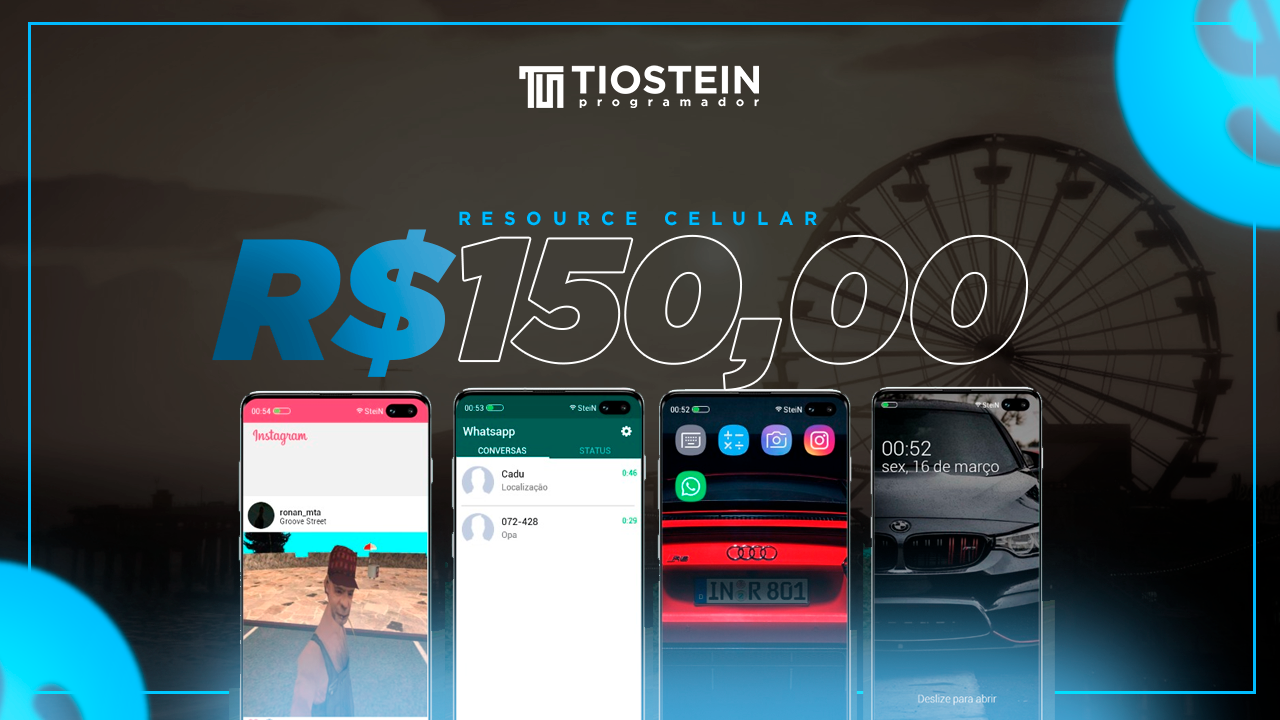 TIOSTEIN
programador
RESOURCE CELULAR
R$150,00
00:54
SteiN
Instagram
ronan_mta
Groove Street
00:53
SteiN
Whatsapp
CONVERSAS
STATUS
Cadu
0:46
Localização
072-428
0:29
Opa
00:52
SteiN
R8
IN R 801
SteiN
00:52
sex, 16 de março
Deslize para abrir